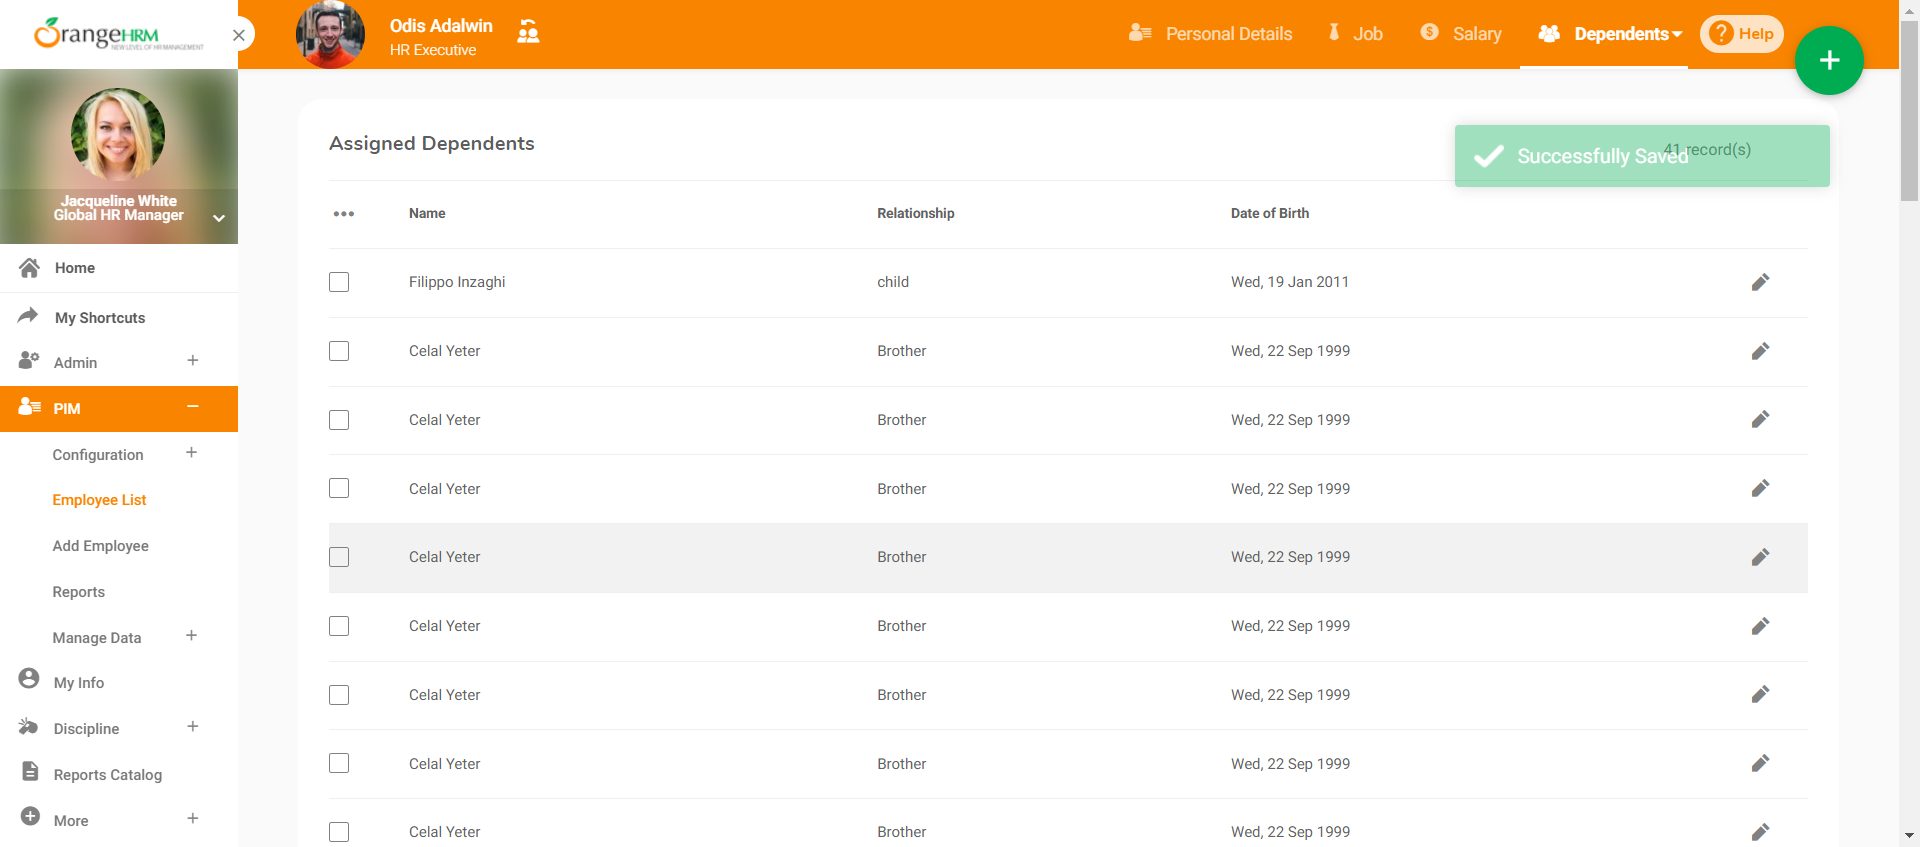 OrangeHRM
NEW LEVEL OF HR MANAGEMENT
Odis Adalwin
HR Executive
Personal Details
Job
Salary
Dependents
? Help
Jacqueline White
Global HR Manager
Home
My Shortcuts
Admin
PIM
Configuration
Employee List
Add Employee
Reports
Manage Data
My Info
Discipline
Reports Catalog
More
Assigned Dependents
41 record(s)
Successfully Saved
Name Relationship Date of Birth
Filippo Inzaghi child Wed, 19 Jan 2011
Celal Yeter Brother Wed, 22 Sep 1999
Celal Yeter Brother Wed, 22 Sep 1999
Celal Yeter Brother Wed, 22 Sep 1999
Celal Yeter Brother Wed, 22 Sep 1999
Celal Yeter Brother Wed, 22 Sep 1999
Celal Yeter Brother Wed, 22 Sep 1999
Celal Yeter Brother Wed, 22 Sep 1999
Celal Yeter Brother Wed, 22 Sep 1999